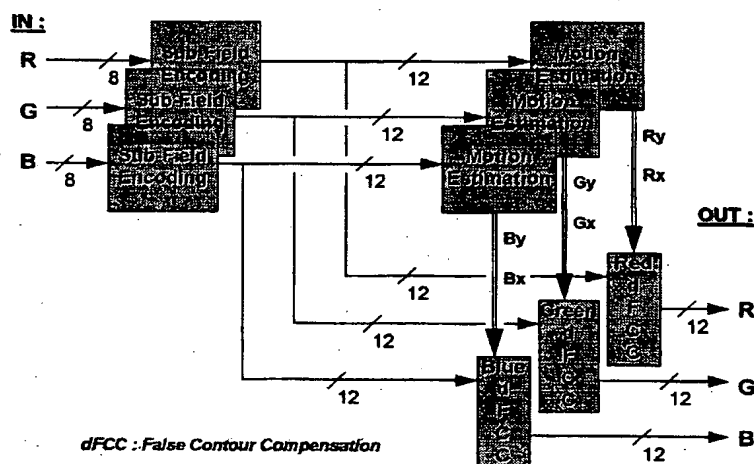 IN :
R
8
Sub-Field
Encoding
12
Motion
Estimation
G
8
Sub-Field
Encoding
12
Motion
Estimation
B
8
Sub-Field
Encoding
12
Motion
Estimation
Ry
Rx
Gy
Gx
By
Bx
OUT :
12
Red
d
F
C
C
12
R
12
Green
d
F
C
C
12
G
12
Blue
d
F
C
C
12
B
dFCC : False Contour Compensation